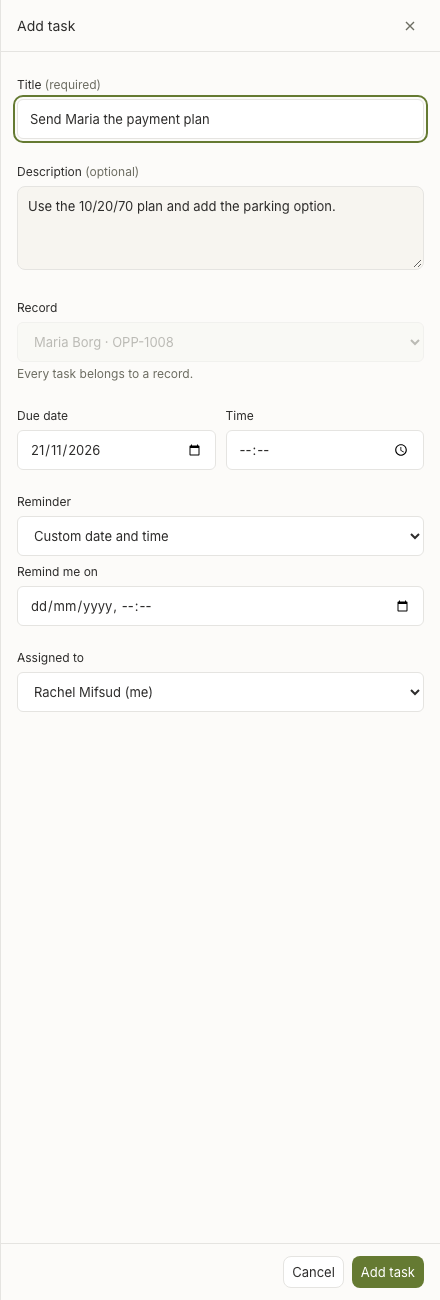 Add task
Title (required)
Send Maria the payment plan
Description (optional)
Use the 10/20/70 plan and add the parking option.
Record
Maria Borg · OPP-1008
Every task belongs to a record.
Due date
Time
21/11/2026
--:--
Reminder
Custom date and time
Remind me on
dd/mm/yyyy, --:--
Assigned to
Rachel Mifsud (me)
Cancel
Add task